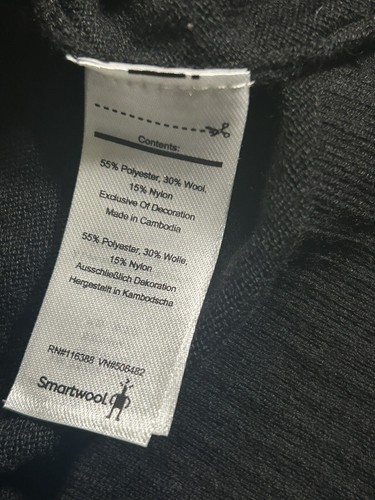 Contents:
55% Polyester, 30% Wool,
15% Nylon
Exclusive Of Decoration
Made in Cambodia
55% Polyester, 30% Wolle,
15% Nylon
Ausschließlich Dekoration
Hergestellt in Kambodscha
RN#116388 VN#508482
Smartwool